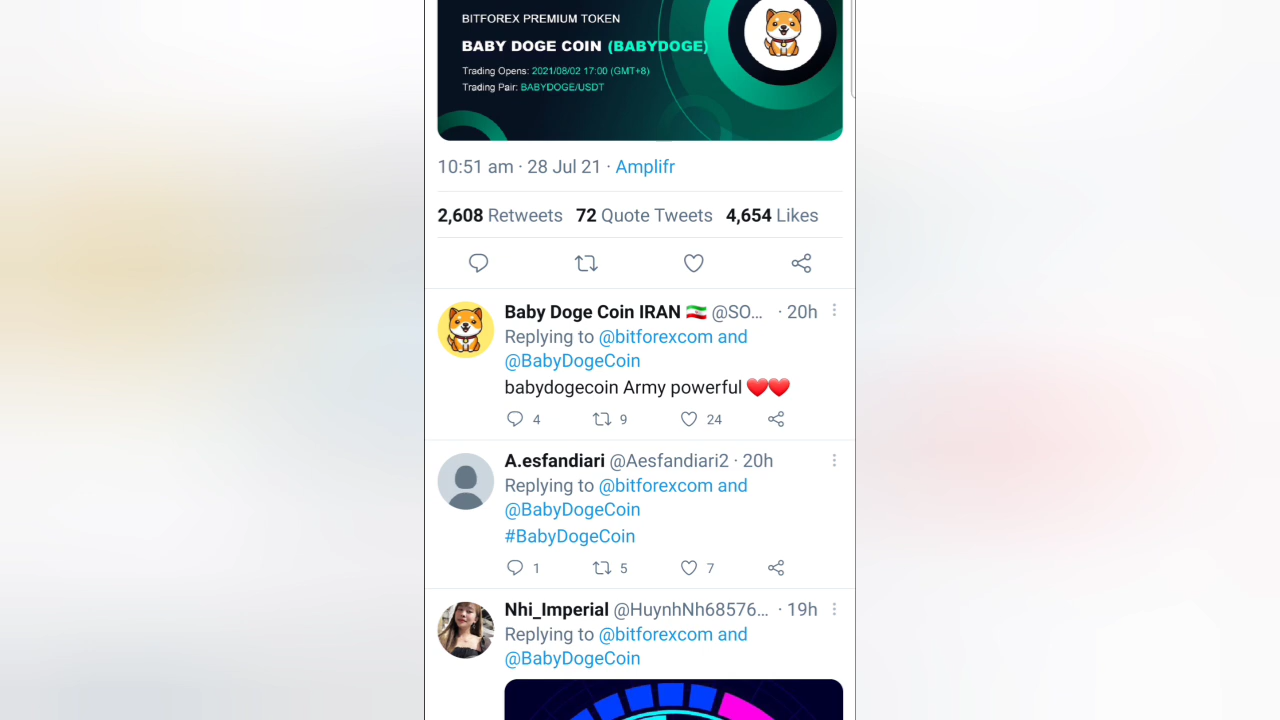 BITFOREX PREMIUM TOKEN
BABY DOGE COIN (BABYDOGE)
Trading Opens: 2021/08/02 17:00 (GMT+8)
Trading Pair: BABYDOGE/USDT
10:51 am · 28 Jul 21 · Amplifr
2,608 Retweets 72 Quote Tweets 4,654 Likes
Baby Doge Coin IRAN 🇮🇷 @SO... · 20h
Replying to @bitforexcom and
@BabyDogeCoin
babydogecoin Army powerful ❤️❤️
4 9 24
A.esfandiari @Aesfandiari2 · 20h
Replying to @bitforexcom and
@BabyDogeCoin
#BabyDogeCoin
1 5 7
Nhi_Imperial @HuynhNh68576... · 19h
Replying to @bitforexcom and
@BabyDogeCoin